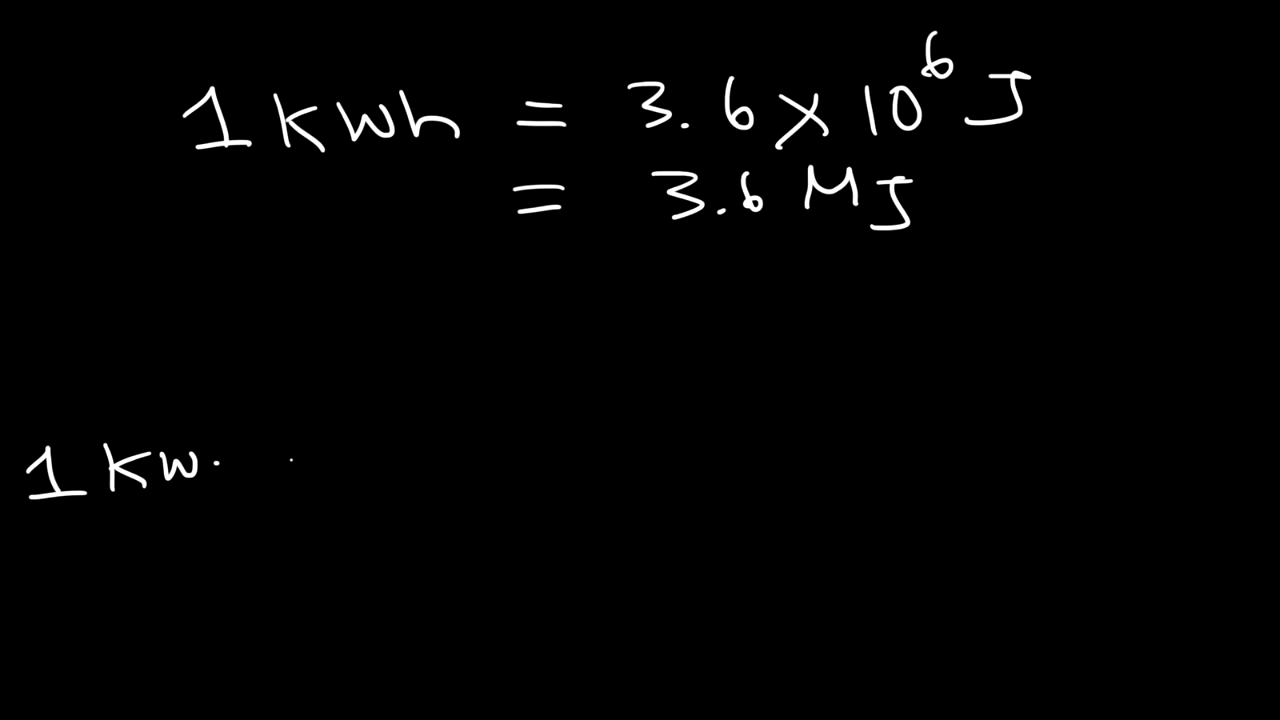 1 kwh = 3.6 × 10⁶ J
= 3.6 MJ
1 kw.